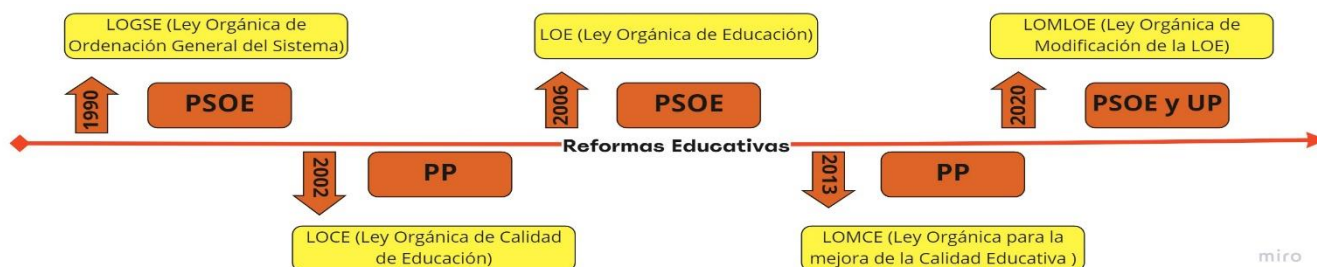 LOGSE (Ley Orgánica de
Ordenación General del Sistema)
1990
PSOE
LOE (Ley Orgánica de Educación)
2006
PSOE
LOMLOE (Ley Orgánica de
Modificación de la LOE)
2020
PSOE y UP
Reformas Educativas
2002
PP
LOCE (Ley Orgánica de Calidad
de Educación)
2013
PP
LOMCE (Ley Orgánica para la
mejora de la Calidad Educativa )
miro